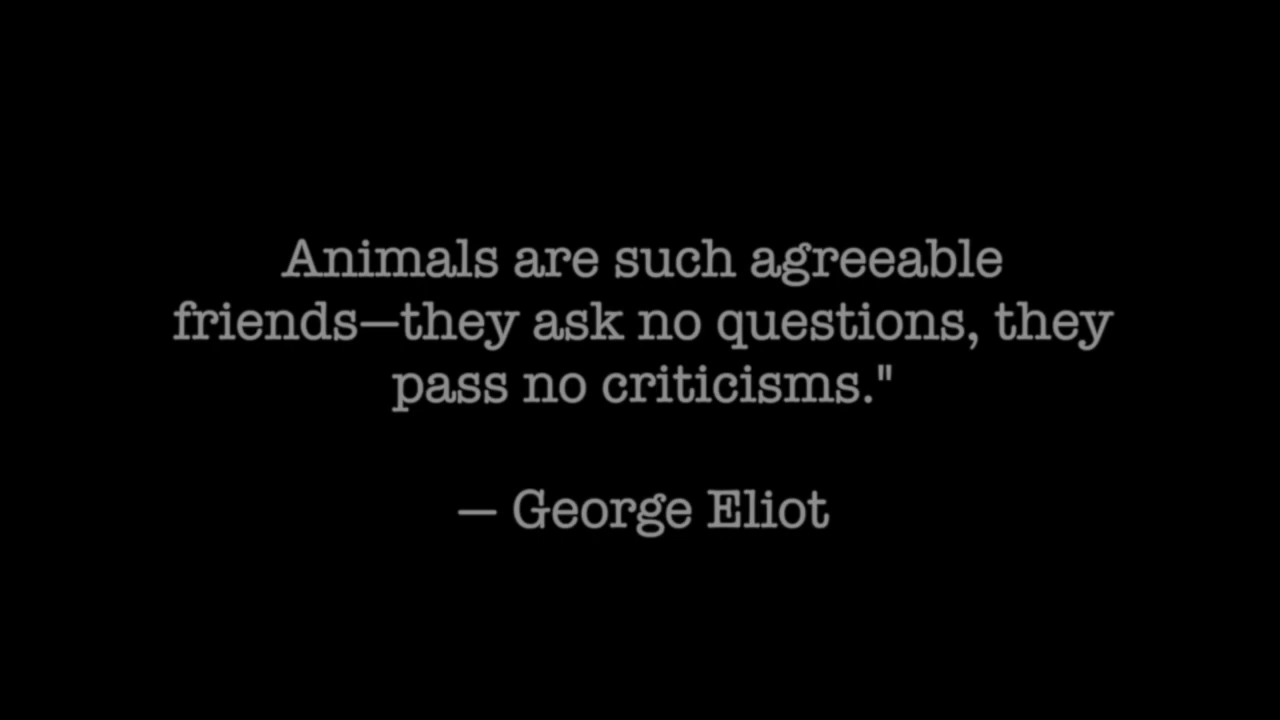 Animals are such agreeable
friends—they ask no questions, they
pass no criticisms."
— George Eliot